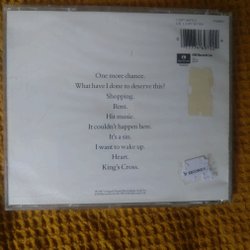 One more chance.
What have I done to deserve this?
Shopping.
Rent.
Hit music.
It couldn't happen here.
It's a sin.
I want to wake up.
Heart.
King's Cross.